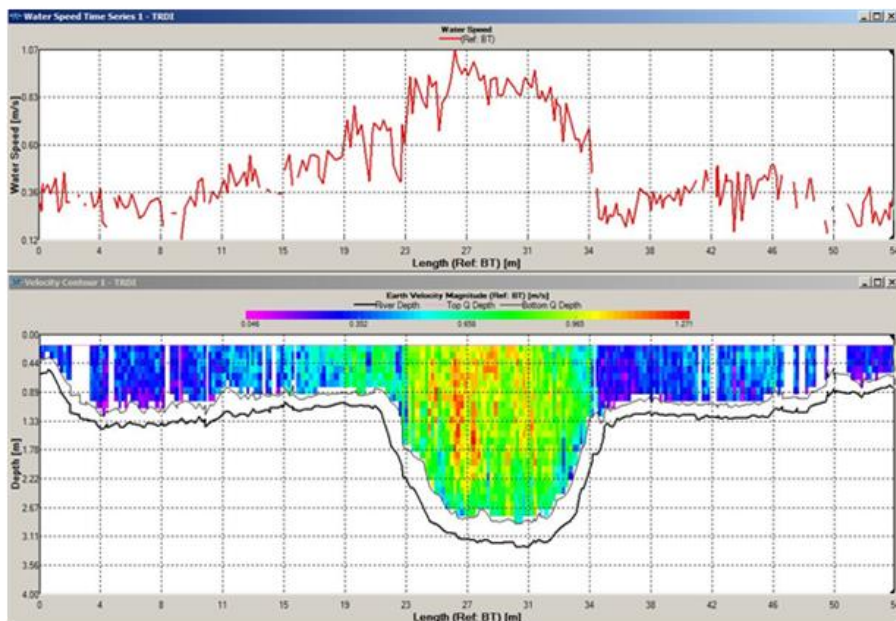 Water Speed Time Series 1 - TRDI
Water Speed
(Ref: BT)
1.07
0.83
0.60
0.36
0.12
Water Speed [m/s]
0 4 8 11 15 19 23 27 31 34 38 42 46 50 54
Length (Ref: BT) [m]
Velocity Contour 1 - TRDI
Earth Velocity Magnitude (Ref: BT) [m/s]
River Depth Top Q Depth Bottom Q Depth
0.046 0.352 0.658 0.965 1.271
0.00
0.44
0.89
1.33
1.78
2.22
2.67
3.11
3.56
4.00
Depth [m]
0 4 8 11 15 19 23 27 31 34 38 42 46 50 54
Length (Ref: BT) [m]